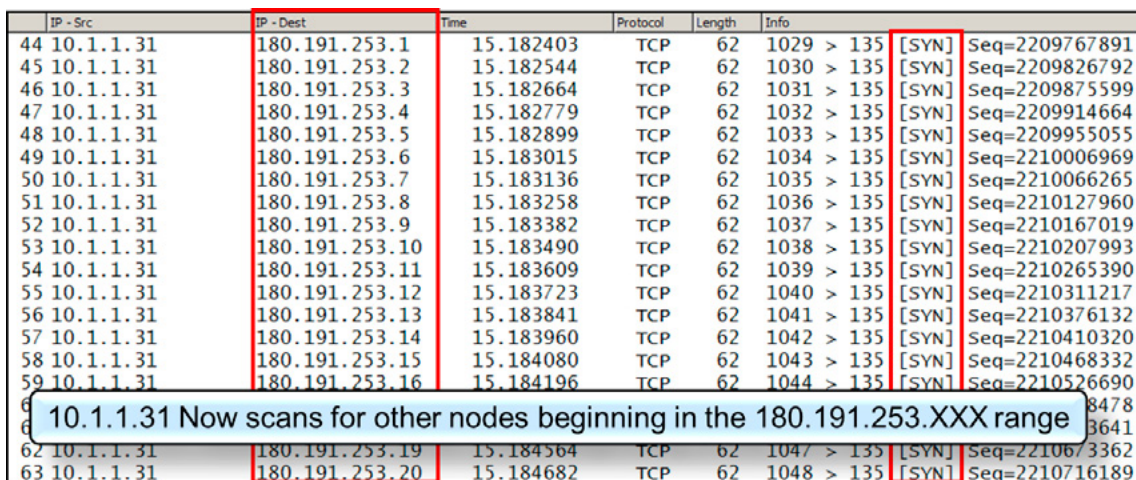 IP - Src IP - Dest Time Protocol Length Info
44 10.1.1.31 180.191.253.1 15.182403 TCP 62 1029 > 135 [SYN] Seq=2209767891
45 10.1.1.31 180.191.253.2 15.182544 TCP 62 1030 > 135 [SYN] Seq=2209826792
46 10.1.1.31 180.191.253.3 15.182664 TCP 62 1031 > 135 [SYN] Seq=2209875599
47 10.1.1.31 180.191.253.4 15.182779 TCP 62 1032 > 135 [SYN] Seq=2209914664
48 10.1.1.31 180.191.253.5 15.182899 TCP 62 1033 > 135 [SYN] Seq=2209955055
49 10.1.1.31 180.191.253.6 15.183015 TCP 62 1034 > 135 [SYN] Seq=2210006969
50 10.1.1.31 180.191.253.7 15.183136 TCP 62 1035 > 135 [SYN] Seq=2210066265
51 10.1.1.31 180.191.253.8 15.183258 TCP 62 1036 > 135 [SYN] Seq=2210127960
52 10.1.1.31 180.191.253.9 15.183382 TCP 62 1037 > 135 [SYN] Seq=2210167019
53 10.1.1.31 180.191.253.10 15.183490 TCP 62 1038 > 135 [SYN] Seq=2210207993
54 10.1.1.31 180.191.253.11 15.183609 TCP 62 1039 > 135 [SYN] Seq=2210265390
55 10.1.1.31 180.191.253.12 15.183723 TCP 62 1040 > 135 [SYN] Seq=2210311217
56 10.1.1.31 180.191.253.13 15.183841 TCP 62 1041 > 135 [SYN] Seq=2210376132
57 10.1.1.31 180.191.253.14 15.183960 TCP 62 1042 > 135 [SYN] Seq=2210410320
58 10.1.1.31 180.191.253.15 15.184080 TCP 62 1043 > 135 [SYN] Seq=2210468332
59 10.1.1.31 180.191.253.16 15.184196 TCP 62 1044 > 135 [SYN] Seq=2210526690
10.1.1.31 Now scans for other nodes beginning in the 180.191.253.XXX range
62 10.1.1.31 180.191.253.19 15.184564 TCP 62 1047 > 135 [SYN] Seq=2210673362
63 10.1.1.31 180.191.253.20 15.184682 TCP 62 1048 > 135 [SYN] Seq=2210716189